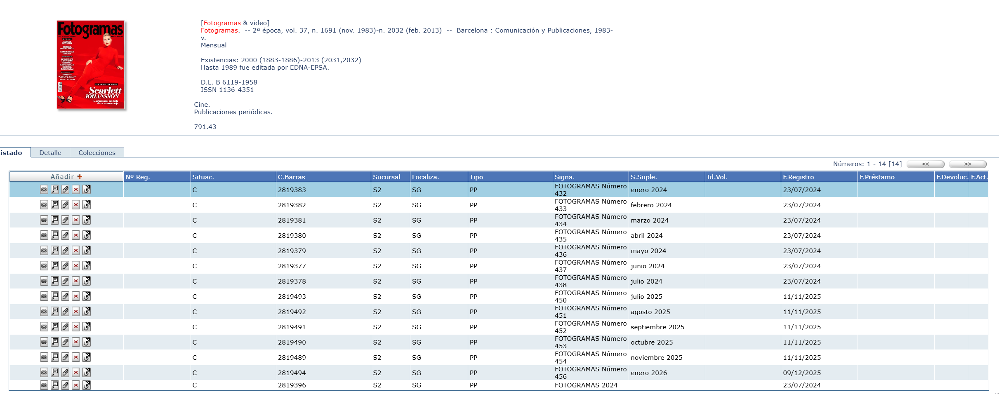 Fotogramas
Scarlett
JOHANSSON
La estrella más candente
de un verano en rojo
[Fotogramas & video]
Fotogramas. -- 2ª época, vol. 37, n. 1691 (nov. 1983)-n. 2032 (feb. 2013) -- Barcelona : Comunicación y Publicaciones, 1983-
v.
Mensual
Existencias: 2000 (1883-1886)-2013 (2031,2032)
Hasta 1989 fue editada por EDNA-EPSA.
D.L. B 6119-1958
ISSN 1136-4351
Cine.
Publicaciones periódicas.
791.43
istado Detalle Colecciones
Números: 1 - 14 [14] << >>
Añadir Nº Reg. Situac. C.Barras Sucursal Localiza. Tipo Signa. S.Suple. Id.Vol. F.Registro F.Préstamo F.Devoluc. F.Act.
C 2819383 S2 SG PP FOTOGRAMAS Número 432 enero 2024 23/07/2024
C 2819382 S2 SG PP FOTOGRAMAS Número 433 febrero 2024 23/07/2024
C 2819381 S2 SG PP FOTOGRAMAS Número 434 marzo 2024 23/07/2024
C 2819380 S2 SG PP FOTOGRAMAS Número 435 abril 2024 23/07/2024
C 2819379 S2 SG PP FOTOGRAMAS Número 436 mayo 2024 23/07/2024
C 2819377 S2 SG PP FOTOGRAMAS Número 437 junio 2024 23/07/2024
C 2819378 S2 SG PP FOTOGRAMAS Número 438 julio 2024 23/07/2024
C 2819493 S2 SG PP FOTOGRAMAS Número 450 julio 2025 11/11/2025
C 2819492 S2 SG PP FOTOGRAMAS Número 451 agosto 2025 11/11/2025
C 2819491 S2 SG PP FOTOGRAMAS Número 452 septiembre 2025 11/11/2025
C 2819490 S2 SG PP FOTOGRAMAS Número 453 octubre 2025 11/11/2025
C 2819489 S2 SG PP FOTOGRAMAS Número 454 noviembre 2025 11/11/2025
C 2819494 S2 SG PP FOTOGRAMAS Número 456 enero 2026 09/12/2025
C 2819396 S2 SG PP FOTOGRAMAS 2024 23/07/2024